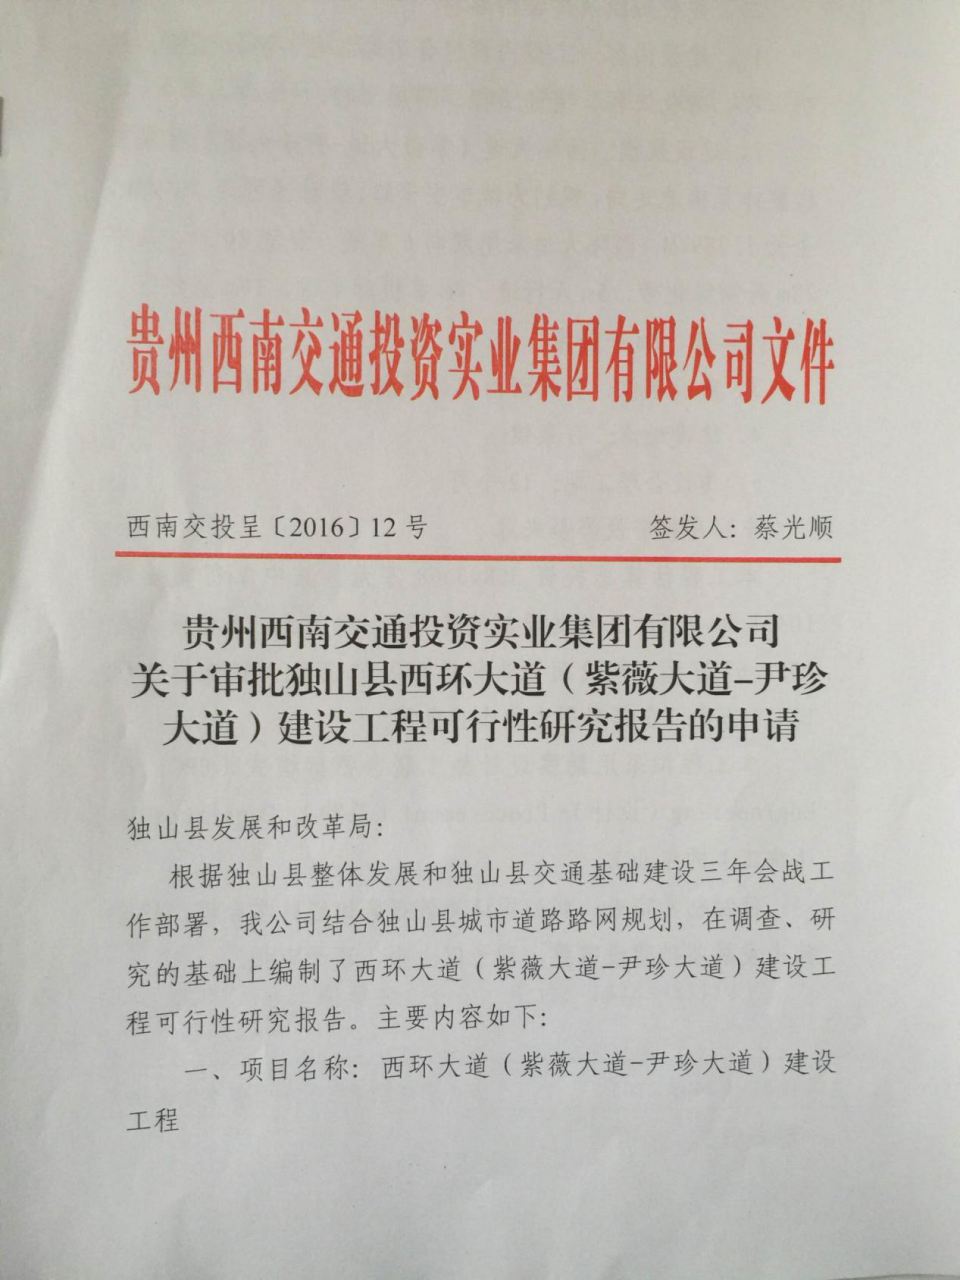 贵州西南交通投资实业集团有限公司文件
西南交投呈〔2016〕12号 签发人：蔡光顺
贵州西南交通投资实业集团有限公司
关于审批独山县西环大道（紫薇大道-尹珍
大道）建设工程可行性研究报告的申请
独山县发展和改革局：
根据独山县整体发展和独山县交通基础建设三年会战工
作部署，我公司结合独山县城市道路路网规划，在调查、研
究的基础上编制了西环大道（紫薇大道-尹珍大道）建设工
程可行性研究报告。主要内容如下：
一、项目名称：西环大道（紫薇大道-尹珍大道）建设
工程